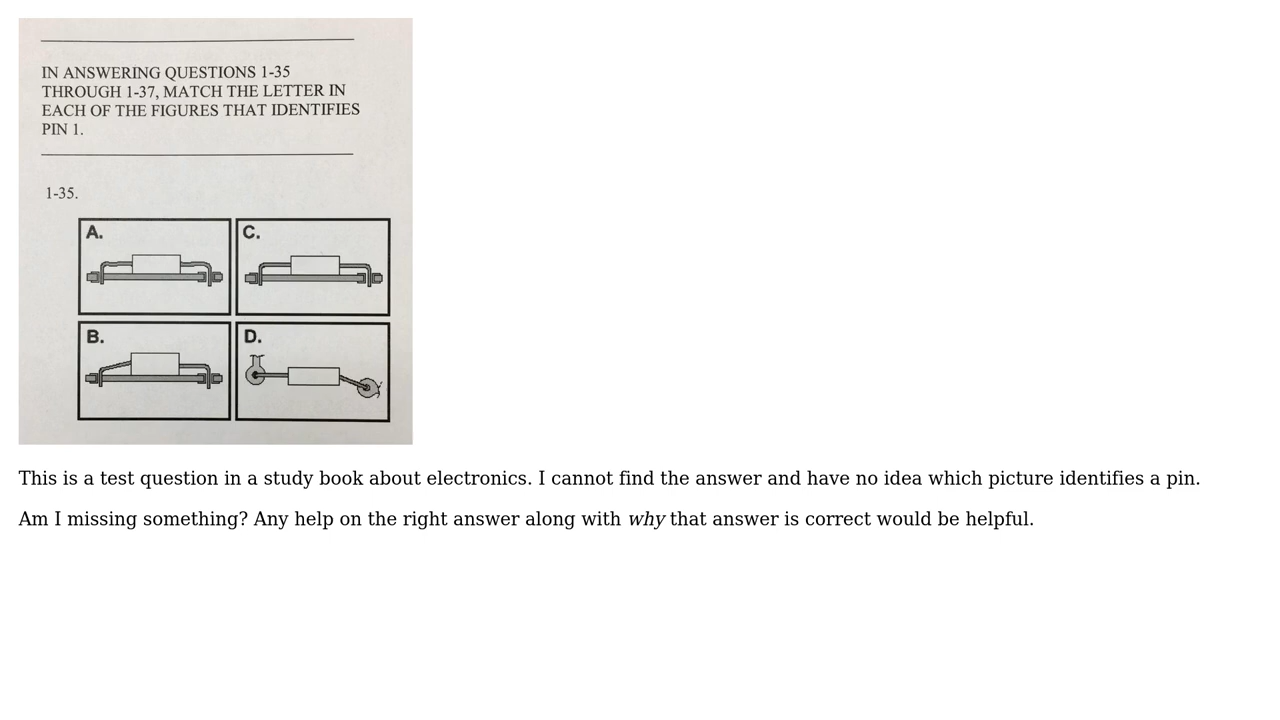 IN ANSWERING QUESTIONS 1-35
THROUGH 1-37, MATCH THE LETTER IN
EACH OF THE FIGURES THAT IDENTIFIES
PIN 1.
1-35.
A.
C.
B.
D.
This is a test question in a study book about electronics. I cannot find the answer and have no idea which picture identifies a pin.
Am I missing something? Any help on the right answer along with why that answer is correct would be helpful.